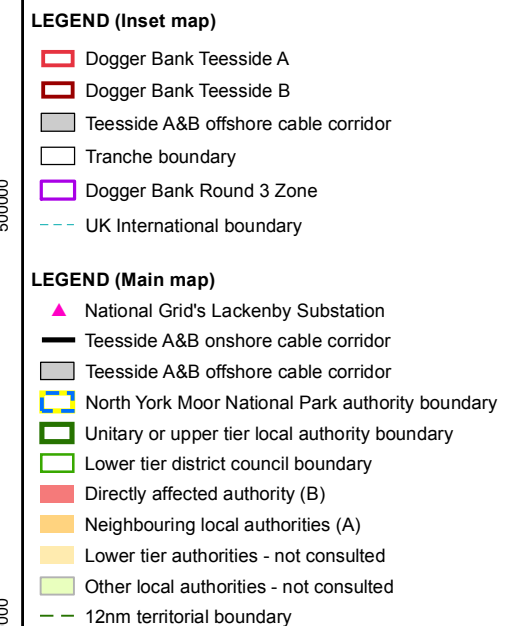 LEGEND (Inset map)
Dogger Bank Teesside A
Dogger Bank Teesside B
Teesside A&B offshore cable corridor
Tranche boundary
Dogger Bank Round 3 Zone
UK International boundary
500000
LEGEND (Main map)
National Grid's Lackenby Substation
Teesside A&B onshore cable corridor
Teesside A&B offshore cable corridor
North York Moor National Park authority boundary
Unitary or upper tier local authority boundary
Lower tier district council boundary
Directly affected authority (B)
Neighbouring local authorities (A)
Lower tier authorities - not consulted
Other local authorities - not consulted
12nm territorial boundary